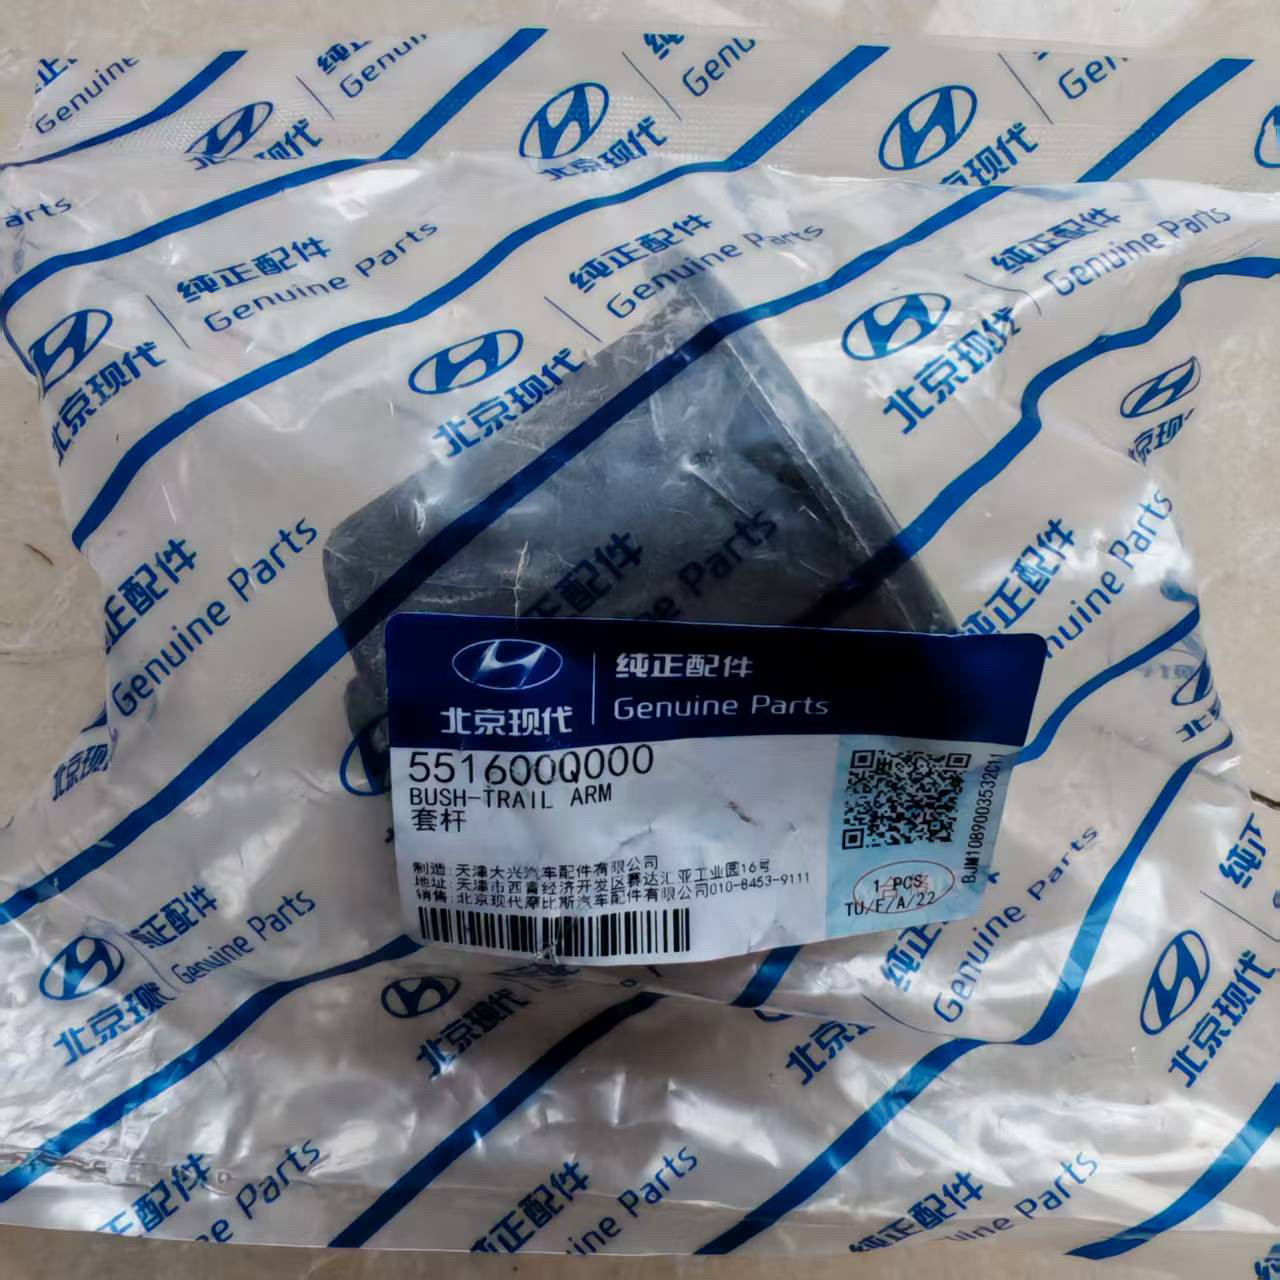 北京现代
纯正配件
Genuine Parts
551600Q000
BUSH-TRAIL ARM
套杆
制造:天津大兴汽车配件有限公司
地址:天津市西青经济开发区赛达汇亚工业园16号
销售:北京现代摩比斯汽车配件有限公司010-8453-9111
1 PCS
合格
TU/F/A/22
纯正配件
Genuine Parts
北京现代